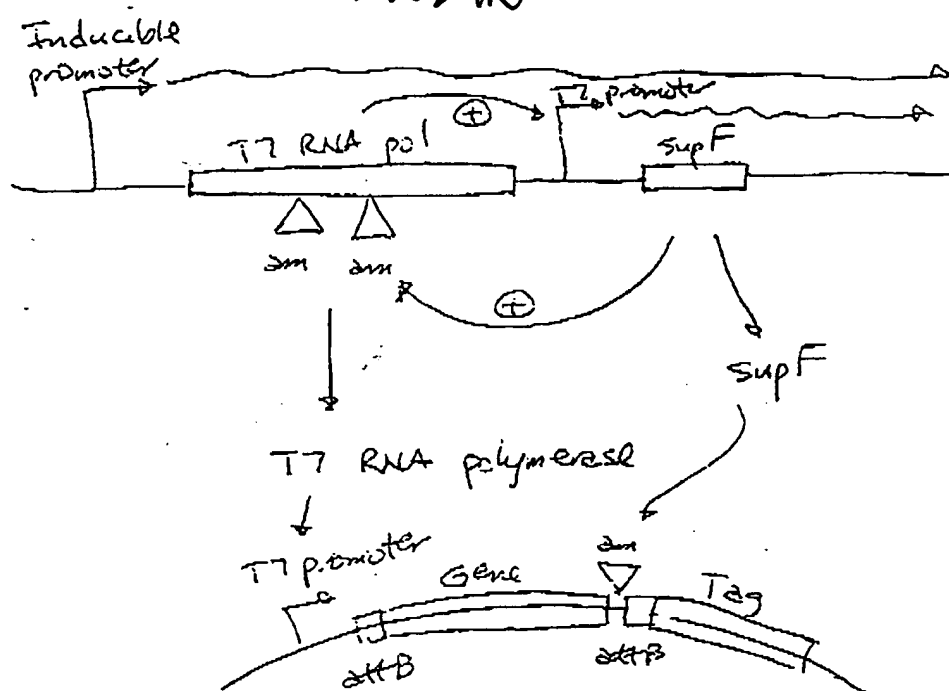 Inducible
promoter
T7 promoter
+
T7 RNA pol
supF
am am
+
supF
T7 RNA polymerase
T7 promoter
Gene
am
Tag
attB
attB